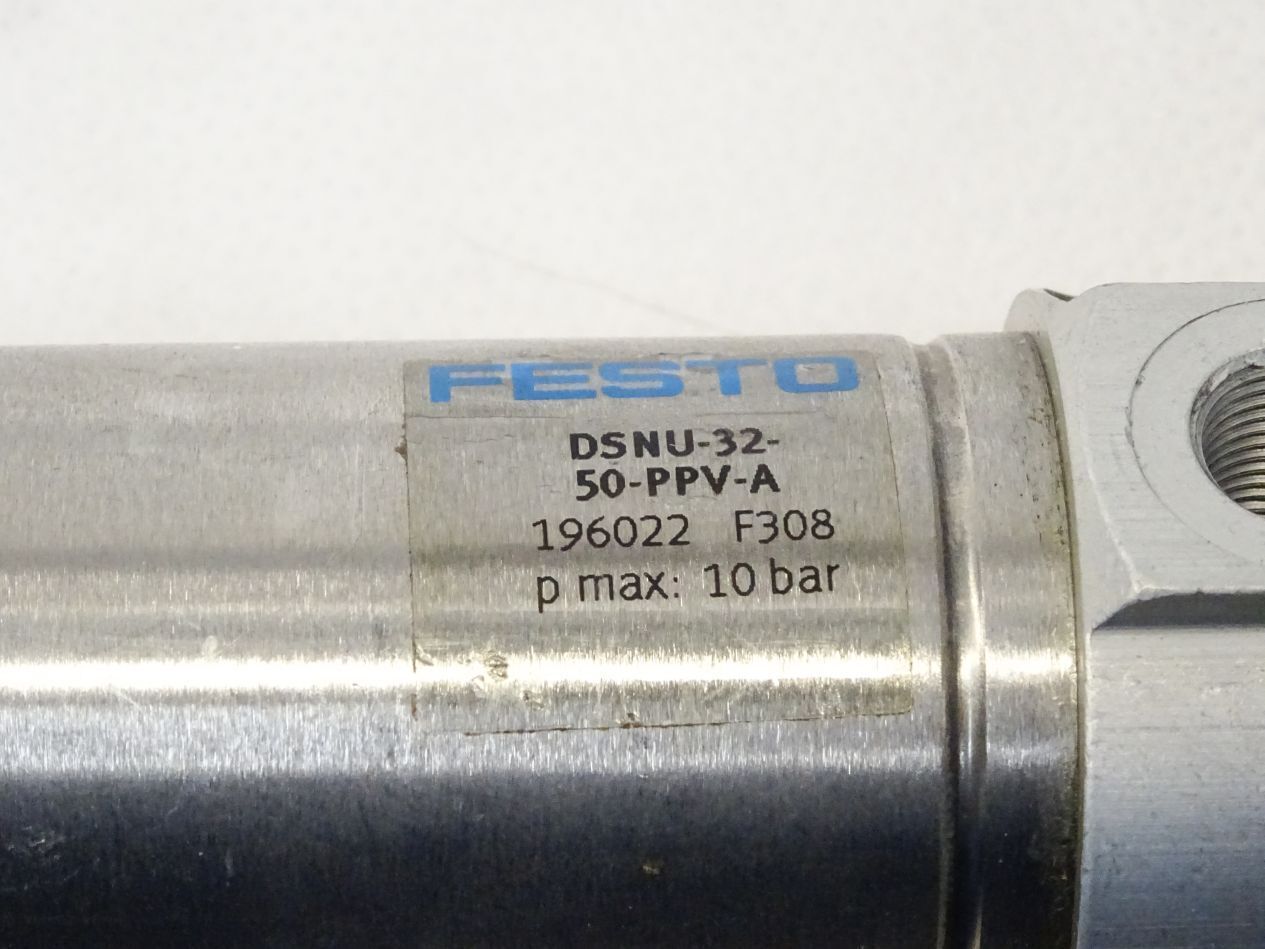 FESTO
DSNU-32-
50-PPV-A
196022 F308
p max: 10 bar